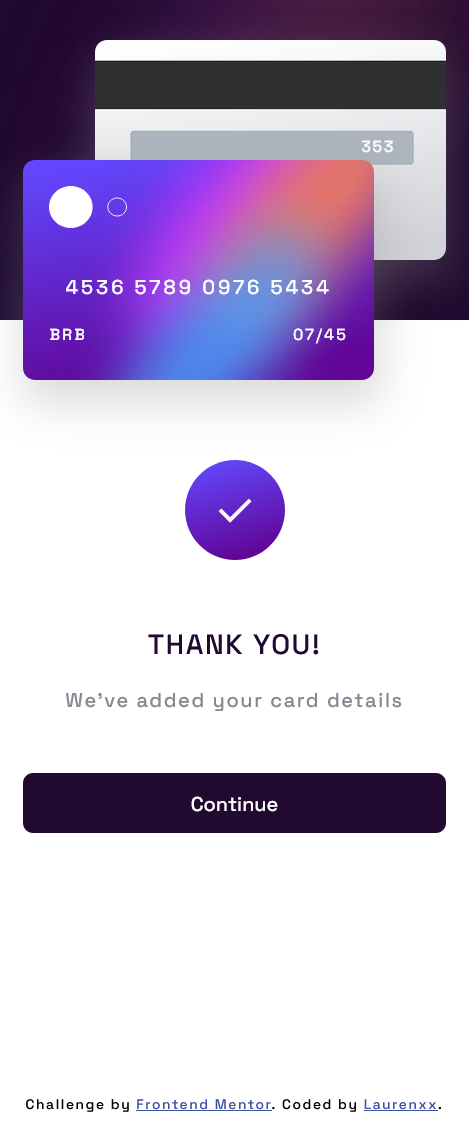 353
4536 5789 0976 5434
BRB 07/45
THANK YOU!
We've added your card details
Continue
Challenge by Frontend Mentor. Coded by Laurenxx.